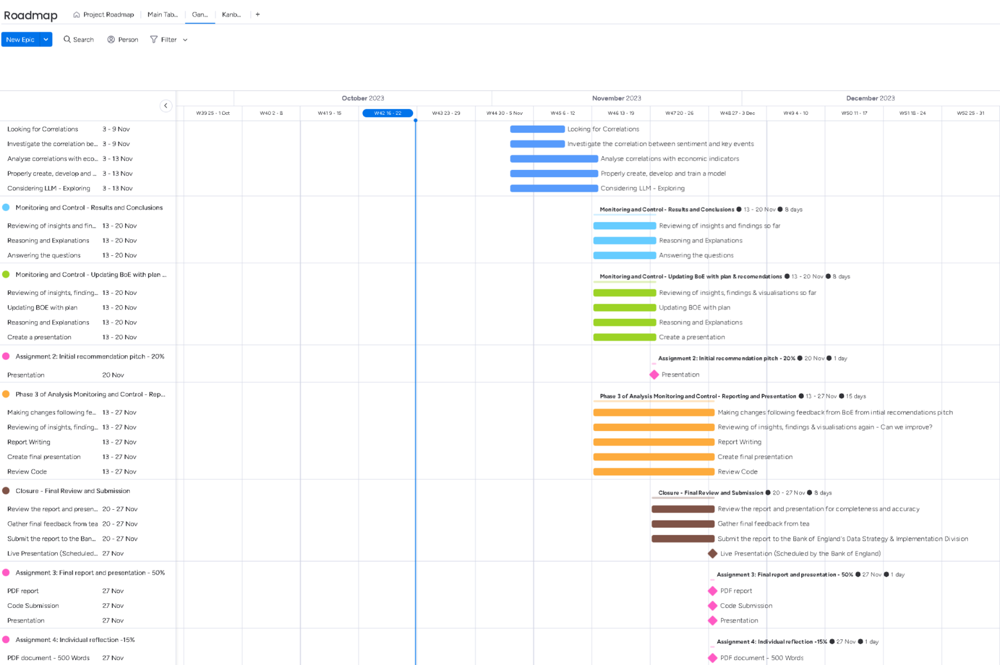 Roadmap Project Roadmap Main Tab... Gan... Kanb... +
New Epic Search Person Filter
October 2023 November 2023 December 2023
W39 25 - 1 Oct W40 2 - 8 W41 9 - 15 W42 16 - 22 W43 23 - 29 W44 30 - 5 Nov W45 6 - 12 W46 13 - 19 W47 20 - 26 W48 27 - 3 Dec W49 4 - 10 W50 11 - 17 W51 18 - 24 W52 25 - 31
Looking for Correlations 3 - 9 Nov Looking for Correlations
Investigate the correlation be... 3 - 9 Nov Investigate the correlation between sentiment and key events
Analyse correlations with eco... 3 - 13 Nov Analyse correlations with economic indicators
Properly create, develop and ... 3 - 13 Nov Properly create, develop and train a model
Considering LLM - Exploring 3 - 13 Nov Considering LLM - Exploring
Monitoring and Control - Results and Conclusions Monitoring and Control - Results and Conclusions ● 13 - 20 Nov ● 8 days
Reviewing of insights and fin... 13 - 20 Nov Reviewing of insights and findings so far
Reasoning and Explanations 13 - 20 Nov Reasoning and Explanations
Answering the questions 13 - 20 Nov Answering the questions
Monitoring and Control - Updating BoE with plan ... Monitoring and Control - Updating BoE with plan & recomendations ● 13 - 20 Nov ● 8 days
Reviewing of insights, finding... 13 - 20 Nov Reviewing of insights, findings & visualisations so far
Updating BOE with plan 13 - 20 Nov Updating BOE with plan
Reasoning and Explanations 13 - 20 Nov Reasoning and Explanations
Create a presentation 13 - 20 Nov Create a presentation
Assignment 2: Initial recommendation pitch - 20% Assignment 2: Initial recommendation pitch - 20% ● 20 Nov ● 1 day
Presentation 20 Nov Presentation
Phase 3 of Analysis Monitoring and Control - Rep... Phase 3 of Analysis Monitoring and Control - Reporting and Presentation ● 13 - 27 Nov ● 15 days
Making changes following fe... 13 - 27 Nov Making changes following feedback from BoE from intial recomendations pitch
Reviewing of insights, finding... 13 - 27 Nov Reviewing of insights, findings & visualisations again - Can we improve?
Report Writing 13 - 27 Nov Report Writing
Create final presentation 13 - 27 Nov Create final presentation
Review Code 13 - 27 Nov Review Code
Closure - Final Review and Submission Closure - Final Review and Submission ● 20 - 27 Nov ● 8 days
Review the report and presen... 20 - 27 Nov Review the report and presentation for completeness and accuracy
Gather final feedback from tea 20 - 27 Nov Gather final feedback from tea
Submit the report to the Ban... 20 - 27 Nov Submit the report to the Bank of England's Data Strategy & Implementation Division
Live Presentation (Scheduled... 27 Nov Live Presentation (Scheduled by the Bank of England)
Assignment 3: Final report and presentation - 50% Assignment 3: Final report and presentation - 50% ● 27 Nov ● 1 day
PDF report 27 Nov PDF report
Code Submission 27 Nov Code Submission
Presentation 27 Nov Presentation
Assignment 4: Individual reflection -15% Assignment 4: Individual reflection -15% ● 27 Nov ● 1 day
PDF document - 500 Words 27 Nov PDF document - 500 Words